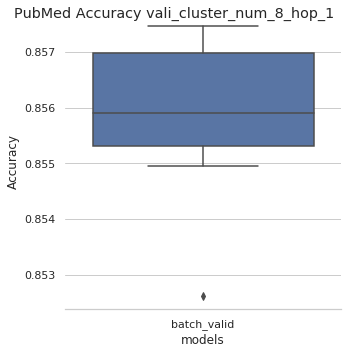 PubMed Accuracy vali_cluster_num_8_hop_1
0.857
0.856
0.855
0.854
0.853
Accuracy
batch_valid
models